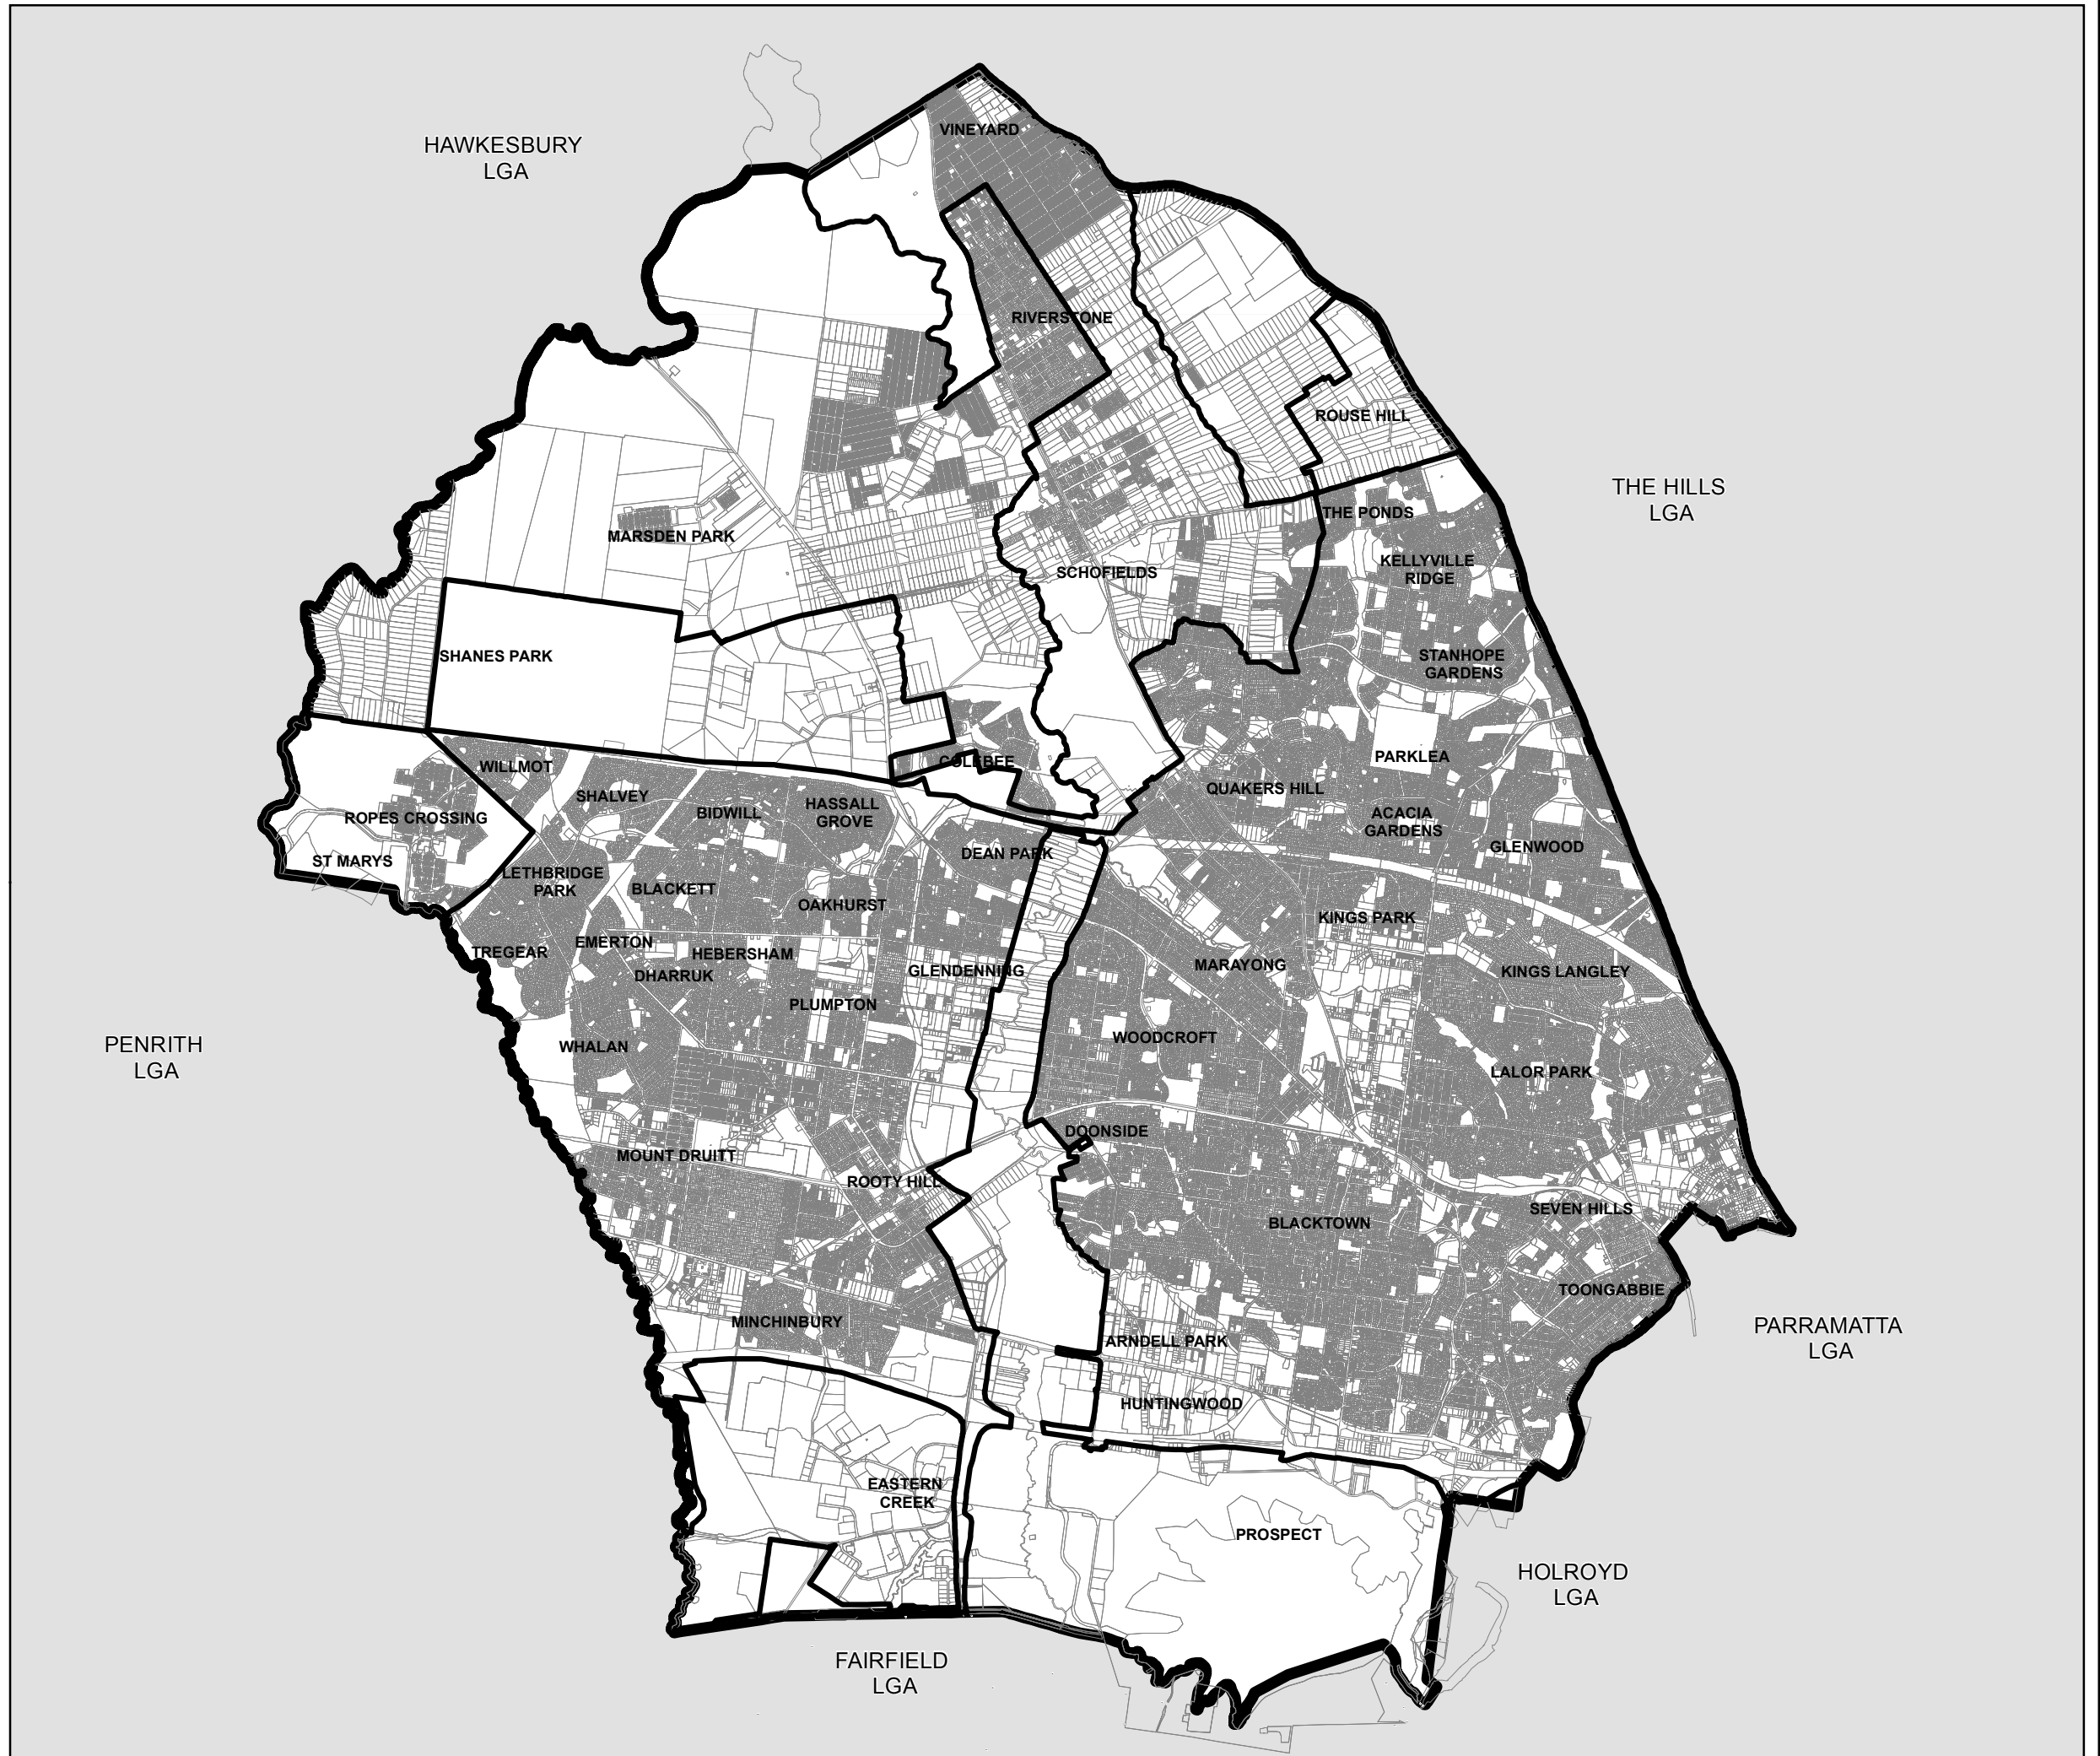 VINEYARD
HAWKESBURY
LGA
RIVERSTONE
ROUSE HILL
THE HILLS
LGA
THE PONDS
MARSDEN PARK
KELLYVILLE
RIDGE
SCHOFIELDS
SHANES PARK
STANHOPE
GARDENS
PARKLEA
COLEBEE
WILLMOT
QUAKERS HILL
SHALVEY
HASSALL
GROVE
BIDWILL
ROPES CROSSING
ACACIA
GARDENS
GLENWOOD
DEAN PARK
ST MARYS
LETHBRIDGE
PARK
BLACKETT
OAKHURST
KINGS PARK
EMERTON
TREGEAR
HEBERSHAM
MARAYONG
GLENDENNING
KINGS LANGLEY
DHARRUK
PLUMPTON
WOODCROFT
PENRITH
LGA
WHALAN
LALOR PARK
DOONSIDE
MOUNT DRUITT
ROOTY HILL
SEVEN HILLS
BLACKTOWN
TOONGABBIE
MINCHINBURY
PARRAMATTA
LGA
ARNDELL PARK
HUNTINGWOOD
EASTERN
CREEK
PROSPECT
HOLROYD
LGA
FAIRFIELD
LGA